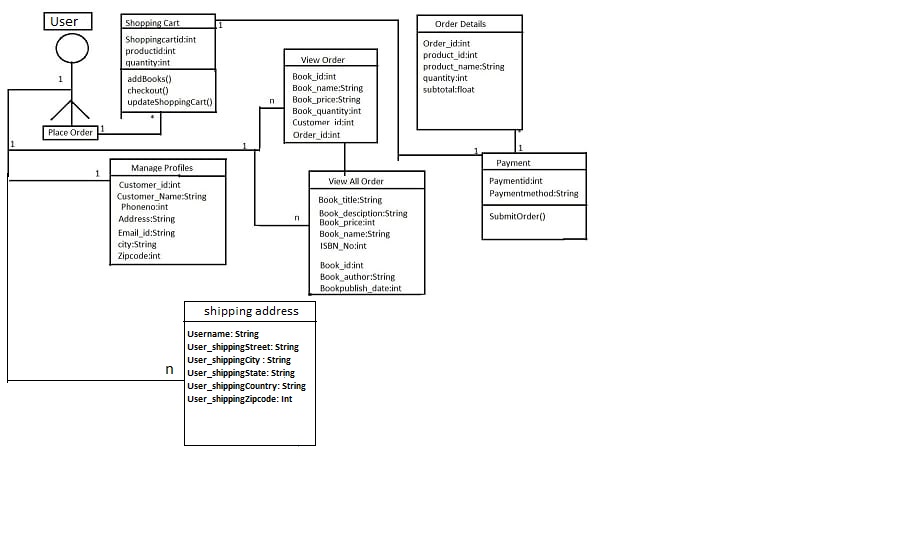 User
1
Place Order
1
Shopping Cart
1
Shoppingcartid:int
productid:int
quantity:int
addBooks()
checkout()
updateShoppingCart()
*
View Order
Book_id:int
Book_name:String
Book_price:String
Book_quantity:int
Customer_id:int
Order_id:int
n
Order Details
Order_id:int
product_id:int
product_name:String
quantity:int
subtotal:float
*
1
1
Payment
Paymentid:int
Paymentmethod:String
SubmitOrder()
1
1
1
Manage Profiles
Customer_id:int
Customer_Name:String
Phoneno:int
Address:String
Email_id:String
city:String
Zipcode:int
n
View All Order
Book_title:String
Book_desciption:String
Book_price:int
Book_name:String
ISBN_No:int
Book_id:int
Book_author:String
Bookpublish_date:int
n
shipping address
Username: String
User_shippingStreet: String
User_shippingCity : String
User_shippingState: String
User_shippingCountry: String
User_shippingZipcode: Int